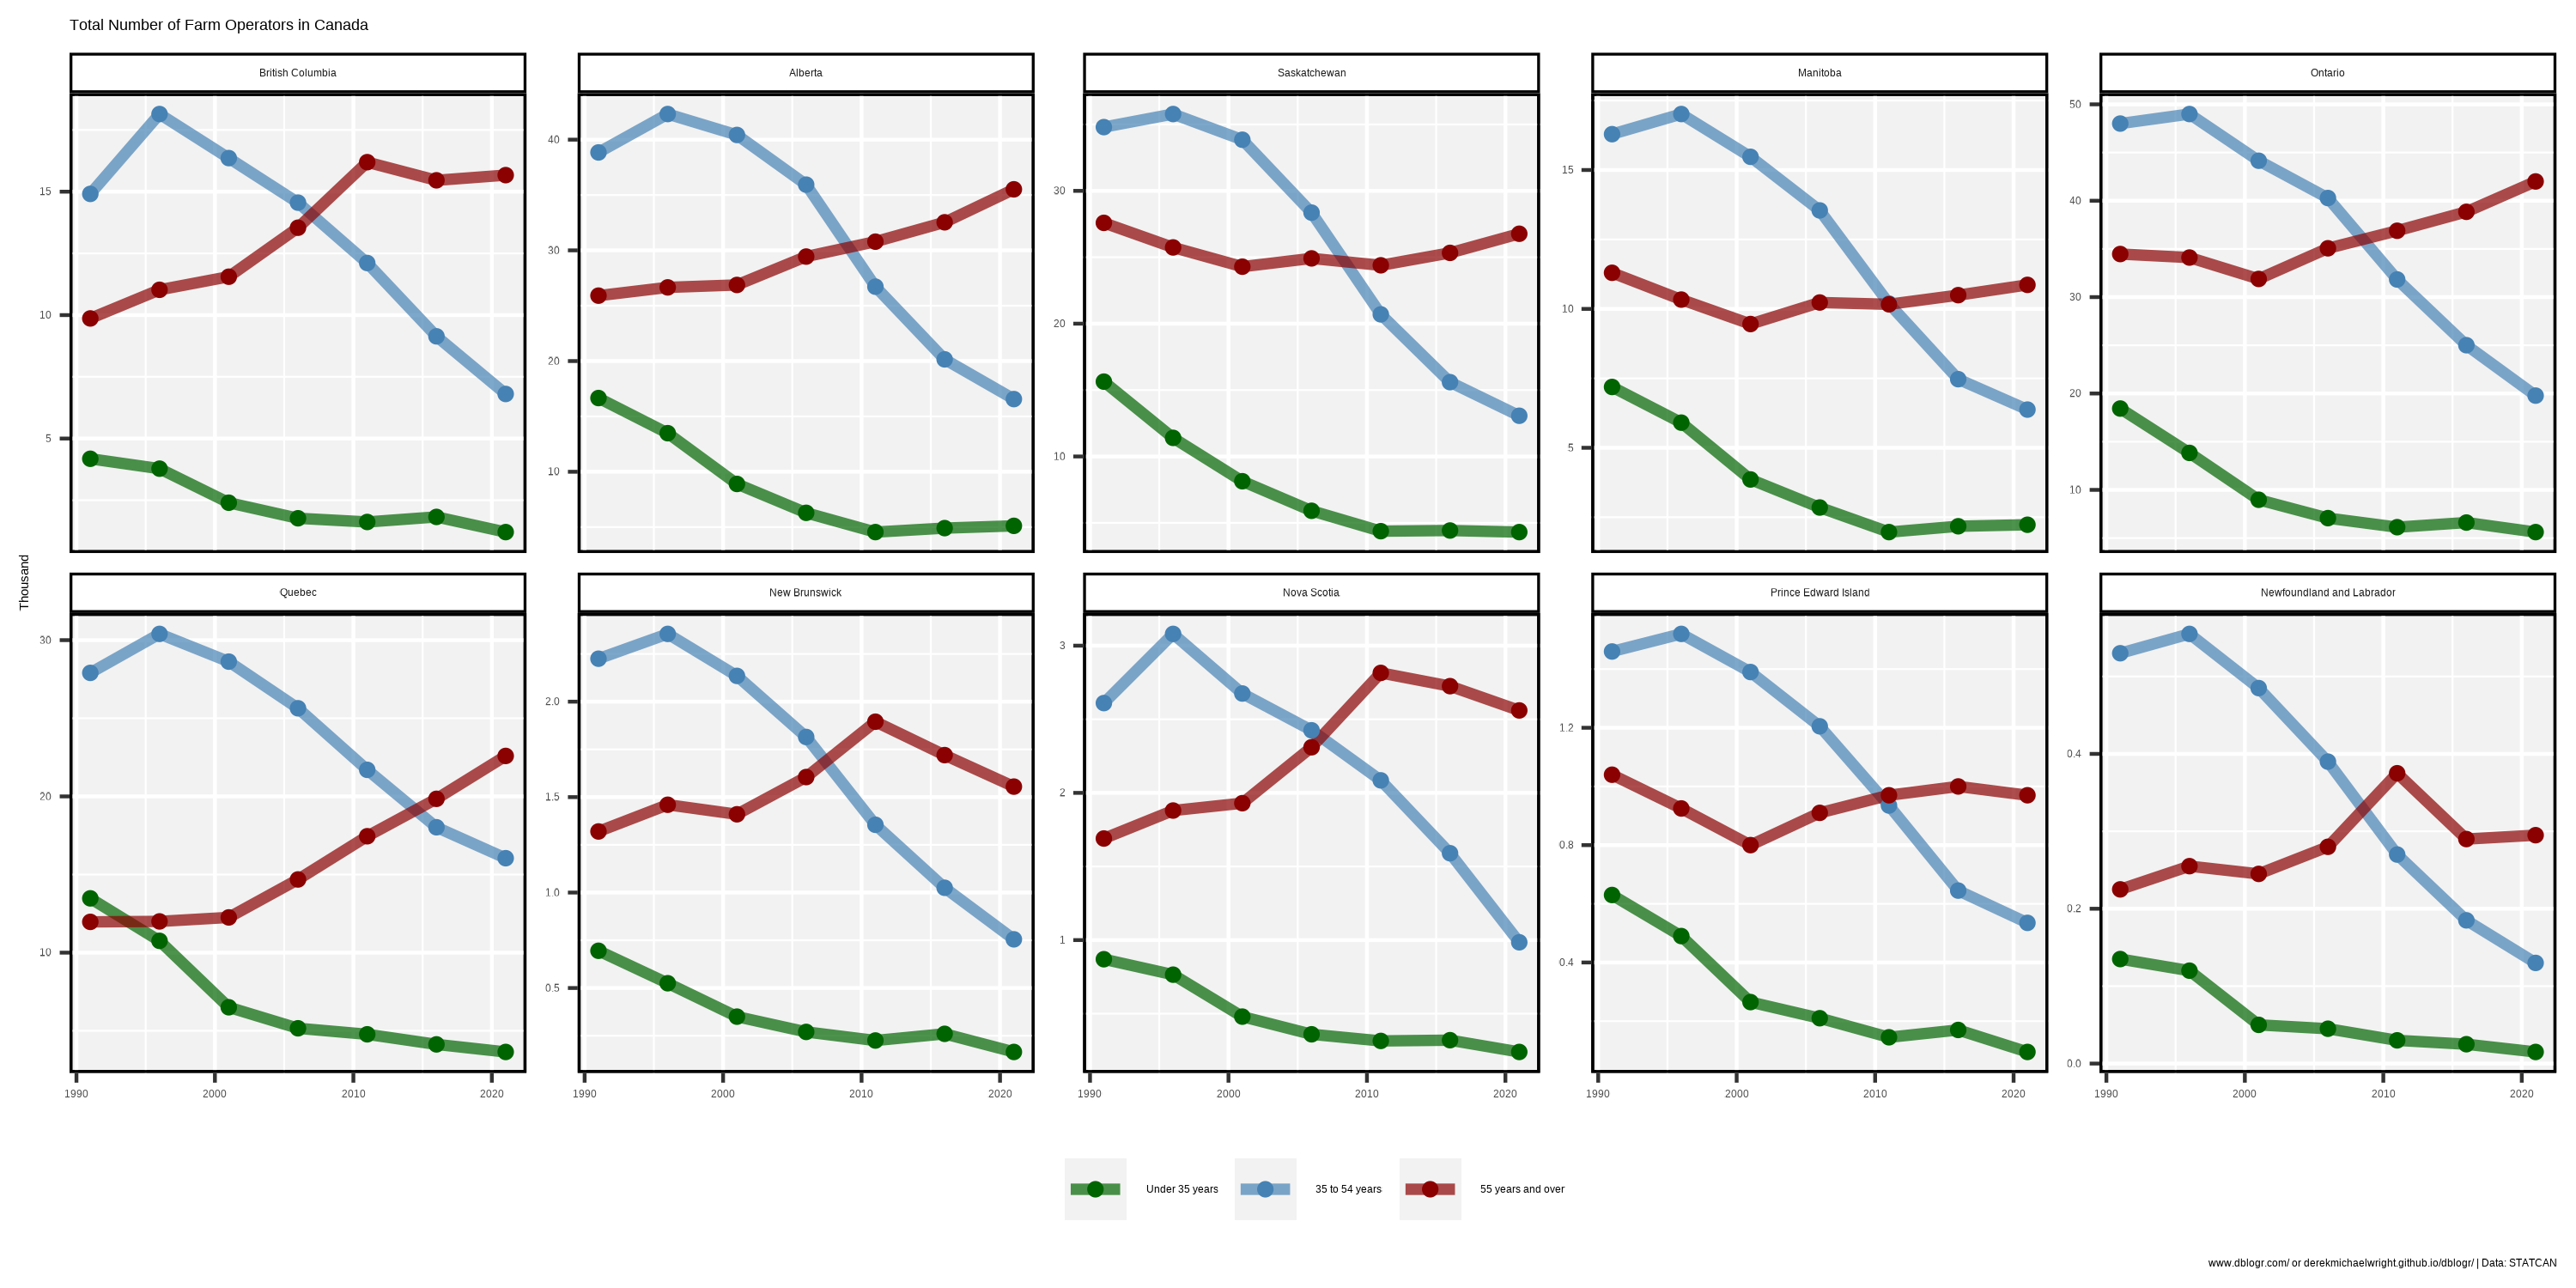 Total Number of Farm Operators in Canada
British Columbia
Alberta
Saskatchewan
Manitoba
Ontario
15
10
5
40
30
20
10
30
20
10
15
10
5
50
40
30
20
10
Thousand
Quebec
New Brunswick
Nova Scotia
Prince Edward Island
Newfoundland and Labrador
30
20
10
2.0
1.5
1.0
0.5
3
2
1
1.2
0.8
0.4
0.4
0.2
0.0
1990 2000 2010 2020
1990 2000 2010 2020
1990 2000 2010 2020
1990 2000 2010 2020
1990 2000 2010 2020
Under 35 years
35 to 54 years
55 years and over
www.dblogr.com/ or derekmichaelwright.github.io/dblogr/ | Data: STATCAN